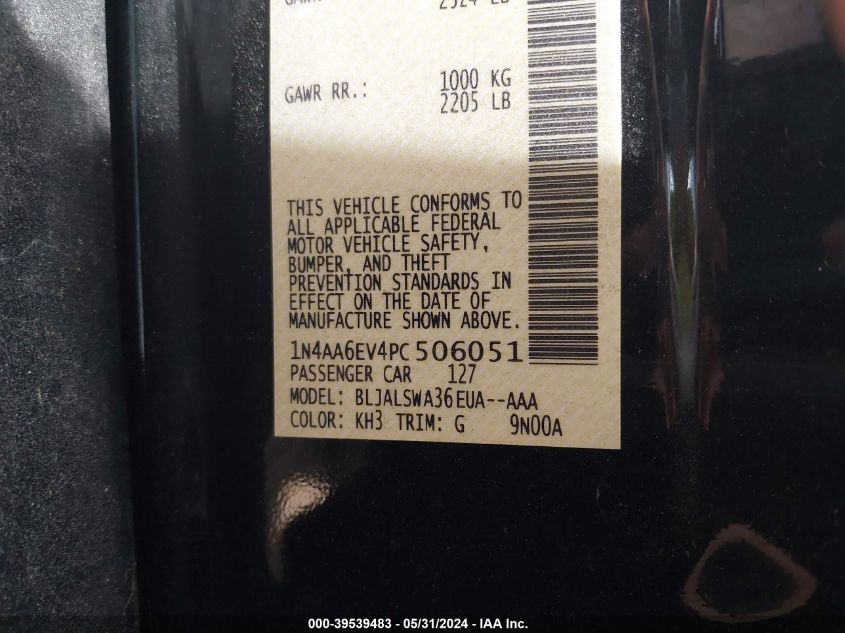 GAWR RR.: 1000 KG
2205 LB
THIS VEHICLE CONFORMS TO
ALL APPLICABLE FEDERAL
MOTOR VEHICLE SAFETY,
BUMPER, AND THEFT
PREVENTION STANDARDS IN
EFFECT ON THE DATE OF
MANUFACTURE SHOWN ABOVE.
1N4AA6EV4PC506051
PASSENGER CAR 127
MODEL: BLJALSWA36EUA--AAA
COLOR: KH3 TRIM: G 9N00A
000-39539483 - 05/31/2024 - IAA Inc.